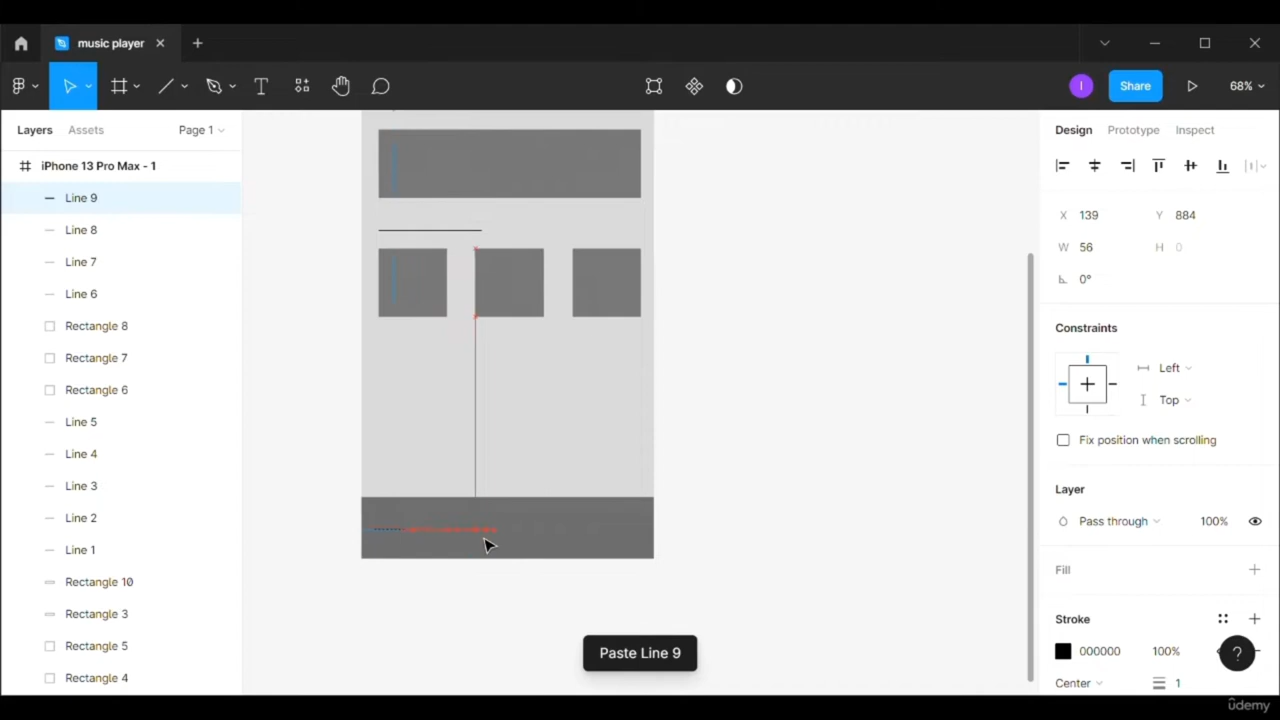 music player
Share
68%
Layers
Assets
Page 1
iPhone 13 Pro Max - 1
Line 9
Line 8
Line 7
Line 6
Rectangle 8
Rectangle 7
Rectangle 6
Line 5
Line 4
Line 3
Line 2
Line 1
Rectangle 10
Rectangle 3
Rectangle 5
Rectangle 4
Paste Line 9
I
Design
Prototype
Inspect
X 139
Y 884
W 56
H 0
0°
Constraints
Left
Top
Fix position when scrolling
Layer
Pass through
100%
Fill
Stroke
000000
100%
?
Center
1
ûdemy